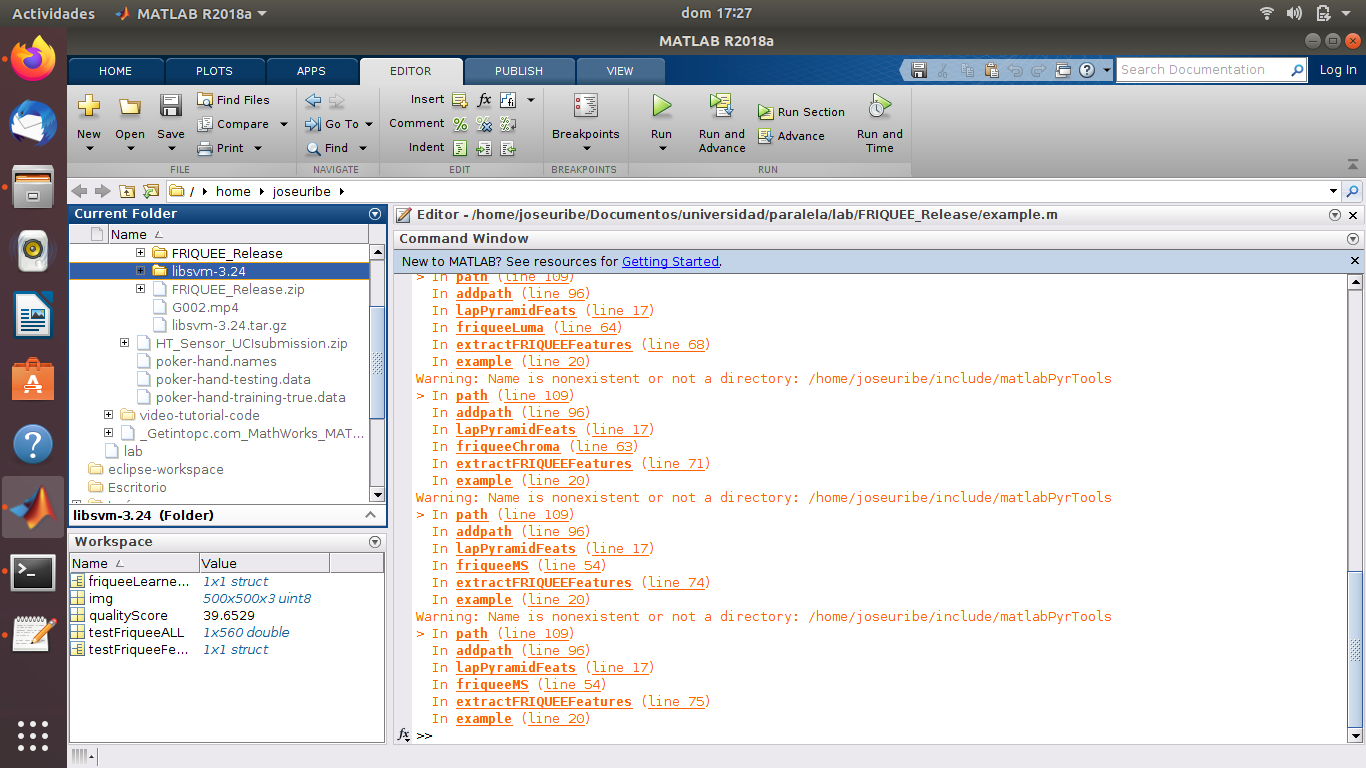 Actividades
MATLAB R2018a
dom 17:27
MATLAB R2018a
HOME
PLOTS
APPS
EDITOR
PUBLISH
VIEW
Search Documentation
Log In
New
Open
Save
Find Files
Compare
Print
FILE
Go To
Find
NAVIGATE
Insert
Comment
Indent
EDIT
Breakpoints
BREAKPOINTS
Run
Run and
Advance
Run Section
Advance
Run and
Time
RUN
/ home joseuribe
Current Folder
Name
FRIQUEE_Release
libsvm-3.24
FRIQUEE_Release.zip
G002.mp4
libsvm-3.24.tar.gz
HT_Sensor_UCIsubmission.zip
poker-hand.names
poker-hand-testing.data
poker-hand-training-true.data
video-tutorial-code
_Getintopc.com_MathWorks_MAT...
lab
eclipse-workspace
Escritorio
libsvm-3.24 (Folder)
Workspace
Name Value
friqueeLearne... 1x1 struct
img 500x500x3 uint8
qualityScore 39.6529
testFriqueeALL 1x560 double
testFriqueeFe... 1x1 struct
Editor - /home/joseuribe/Documentos/universidad/paralela/lab/FRIQUEE_Release/example.m
Command Window
New to MATLAB? See resources for Getting Started.
> In path (line 109)
In addpath (line 96)
In lapPyramidFeats (line 17)
In friqueeLuma (line 64)
In extractFRIQUEEFeatures (line 68)
In example (line 20)
Warning: Name is nonexistent or not a directory: /home/joseuribe/include/matlabPyrTools
> In path (line 109)
In addpath (line 96)
In lapPyramidFeats (line 17)
In friqueeChroma (line 63)
In extractFRIQUEEFeatures (line 71)
In example (line 20)
Warning: Name is nonexistent or not a directory: /home/joseuribe/include/matlabPyrTools
> In path (line 109)
In addpath (line 96)
In lapPyramidFeats (line 17)
In friqueeMS (line 54)
In extractFRIQUEEFeatures (line 74)
In example (line 20)
Warning: Name is nonexistent or not a directory: /home/joseuribe/include/matlabPyrTools
> In path (line 109)
In addpath (line 96)
In lapPyramidFeats (line 17)
In friqueeMS (line 54)
In extractFRIQUEEFeatures (line 75)
In example (line 20)
fx >>